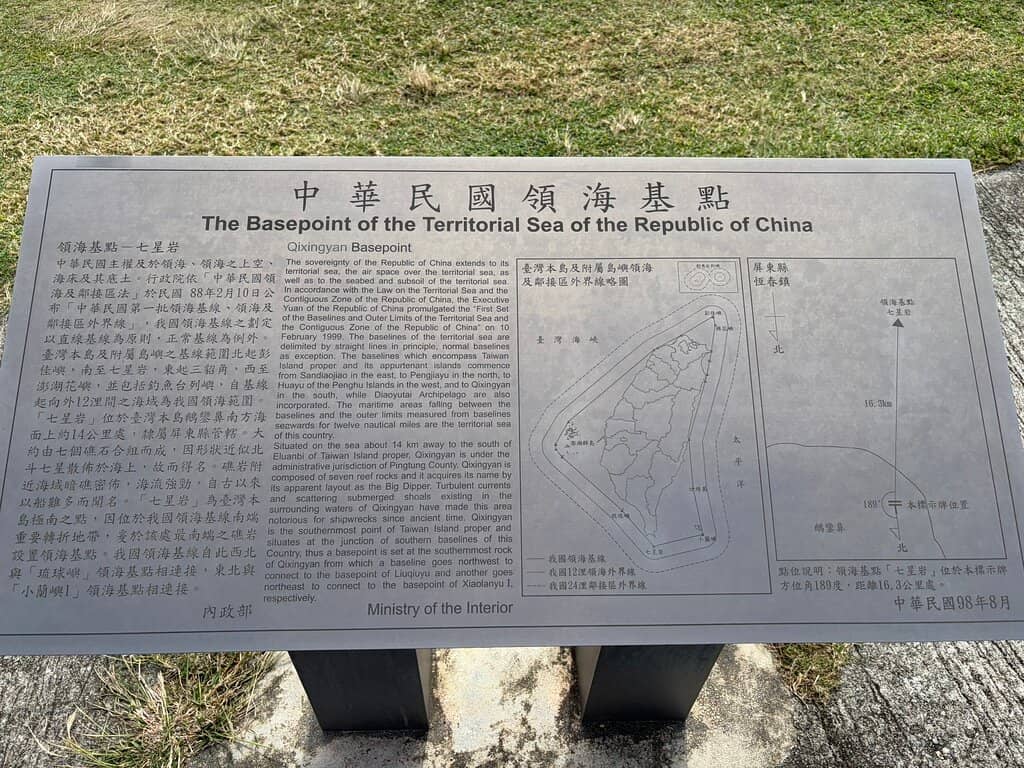 中華民國領海基點
The Basepoint of the Territorial Sea of the Republic of China
領海基點－七星岩
中華民國主權及於領海、領海之上空、
海床及其底土。行政院依「中華民國領
海及鄰接區法」於民國 88年2月10日公
布「中華民國第一批領海基線、領海及
鄰接區外界線」，我國領海基線之劃定
以直線基線為原則，正常基線為例外。
臺灣本島及附屬島嶼之基線範圍北起彭
佳嶼，南至七星岩，東起三貂角，西至
澎湖花嶼，並包括釣魚台列嶼，自基線
起向外12浬間之海域為我國領海範圍。
「七星岩」位於臺灣本島鵝鑾鼻南方海
面上約14公里處，隸屬屏東縣管轄。大
約由七個礁石合組而成，因形狀近似北
斗七星散佈於海上，故而得名。礁岩附
近海域暗礁密佈，海流強勁，自古以來
以船難多而聞名。「七星岩」為臺灣本
島極南之點，因位於我國領海基線南端
重要轉折地帶，爰於該處最南端之礁岩
設置領海基點。我國領海基線自此西北
與「琉球嶼」領海基點相連接，東北與
「小蘭嶼I」領海基點相連接。
內政部
Qixingyan Basepoint
The sovereignty of the Republic of China extends to its
territorial sea, the air space over the territorial sea, as
well as to the seabed and subsoil of the territorial sea.
In accordance with the Law on the Territorial Sea and the
Contiguous Zone of the Republic of China, the Executive
Yuan of the Republic of China promulgated the "First Set
of the Baselines and Outer Limits of the Territorial Sea and
the Contiguous Zone of the Republic of China" on 10
February 1999. The baselines of the territorial sea are
delimited by straight lines in principle, normal baselines
as exception. The baselines which encompass Taiwan
Island proper and its appurtenant islands commence
from Sandiaojiao in the east, to Pengjiayu in the north, to
Huayu of the Penghu Islands in the west, and to Qixingyan
in the south, while Diaoyutai Archipelago are also
incorporated. The maritime areas falling between the
baselines and the outer limits measured from baselines
seawards for twelve nautical miles are the territorial sea
of this country.
Situated on the sea about 14 km away to the south of
Eluanbi of Taiwan Island proper, Qixingyan is under the
administrative jurisdiction of Pingtung County. Qixingyan is
composed of seven reef rocks and it acquires its name by
its apparent layout as the Big Dipper. Turbulent currents
and scattering submerged shoals existing in the
surrounding waters of Qixingyan have made this area
notorious for shipwrecks since ancient time. Qixingyan
is the southernmost point of Taiwan Island proper and
situates at the junction of southern baselines of this
Country, thus a basepoint is set at the southernmost rock
of Qixingyan from which a baseline goes northwest to
connect to the basepoint of Liuqiuyu and another goes
northeast to connect to the basepoint of Xiaolanyu I,
respectively.
Ministry of the Interior
臺灣本島及附屬島嶼領海
及鄰接區外界線略圖
臺灣海峽
太平洋
七星岩
小蘭嶼
我國領海基線
我國12浬領海外界線
我國24浬鄰接區外界線
屏東縣
恆春鎮
北
領海基點
七星岩
16.3km
189°
本標示牌位置
鵝鑾鼻
北
點位說明：領海基點「七星岩」位於本標示牌
方位角189度，距離16.3公里處。
中華民國98年8月